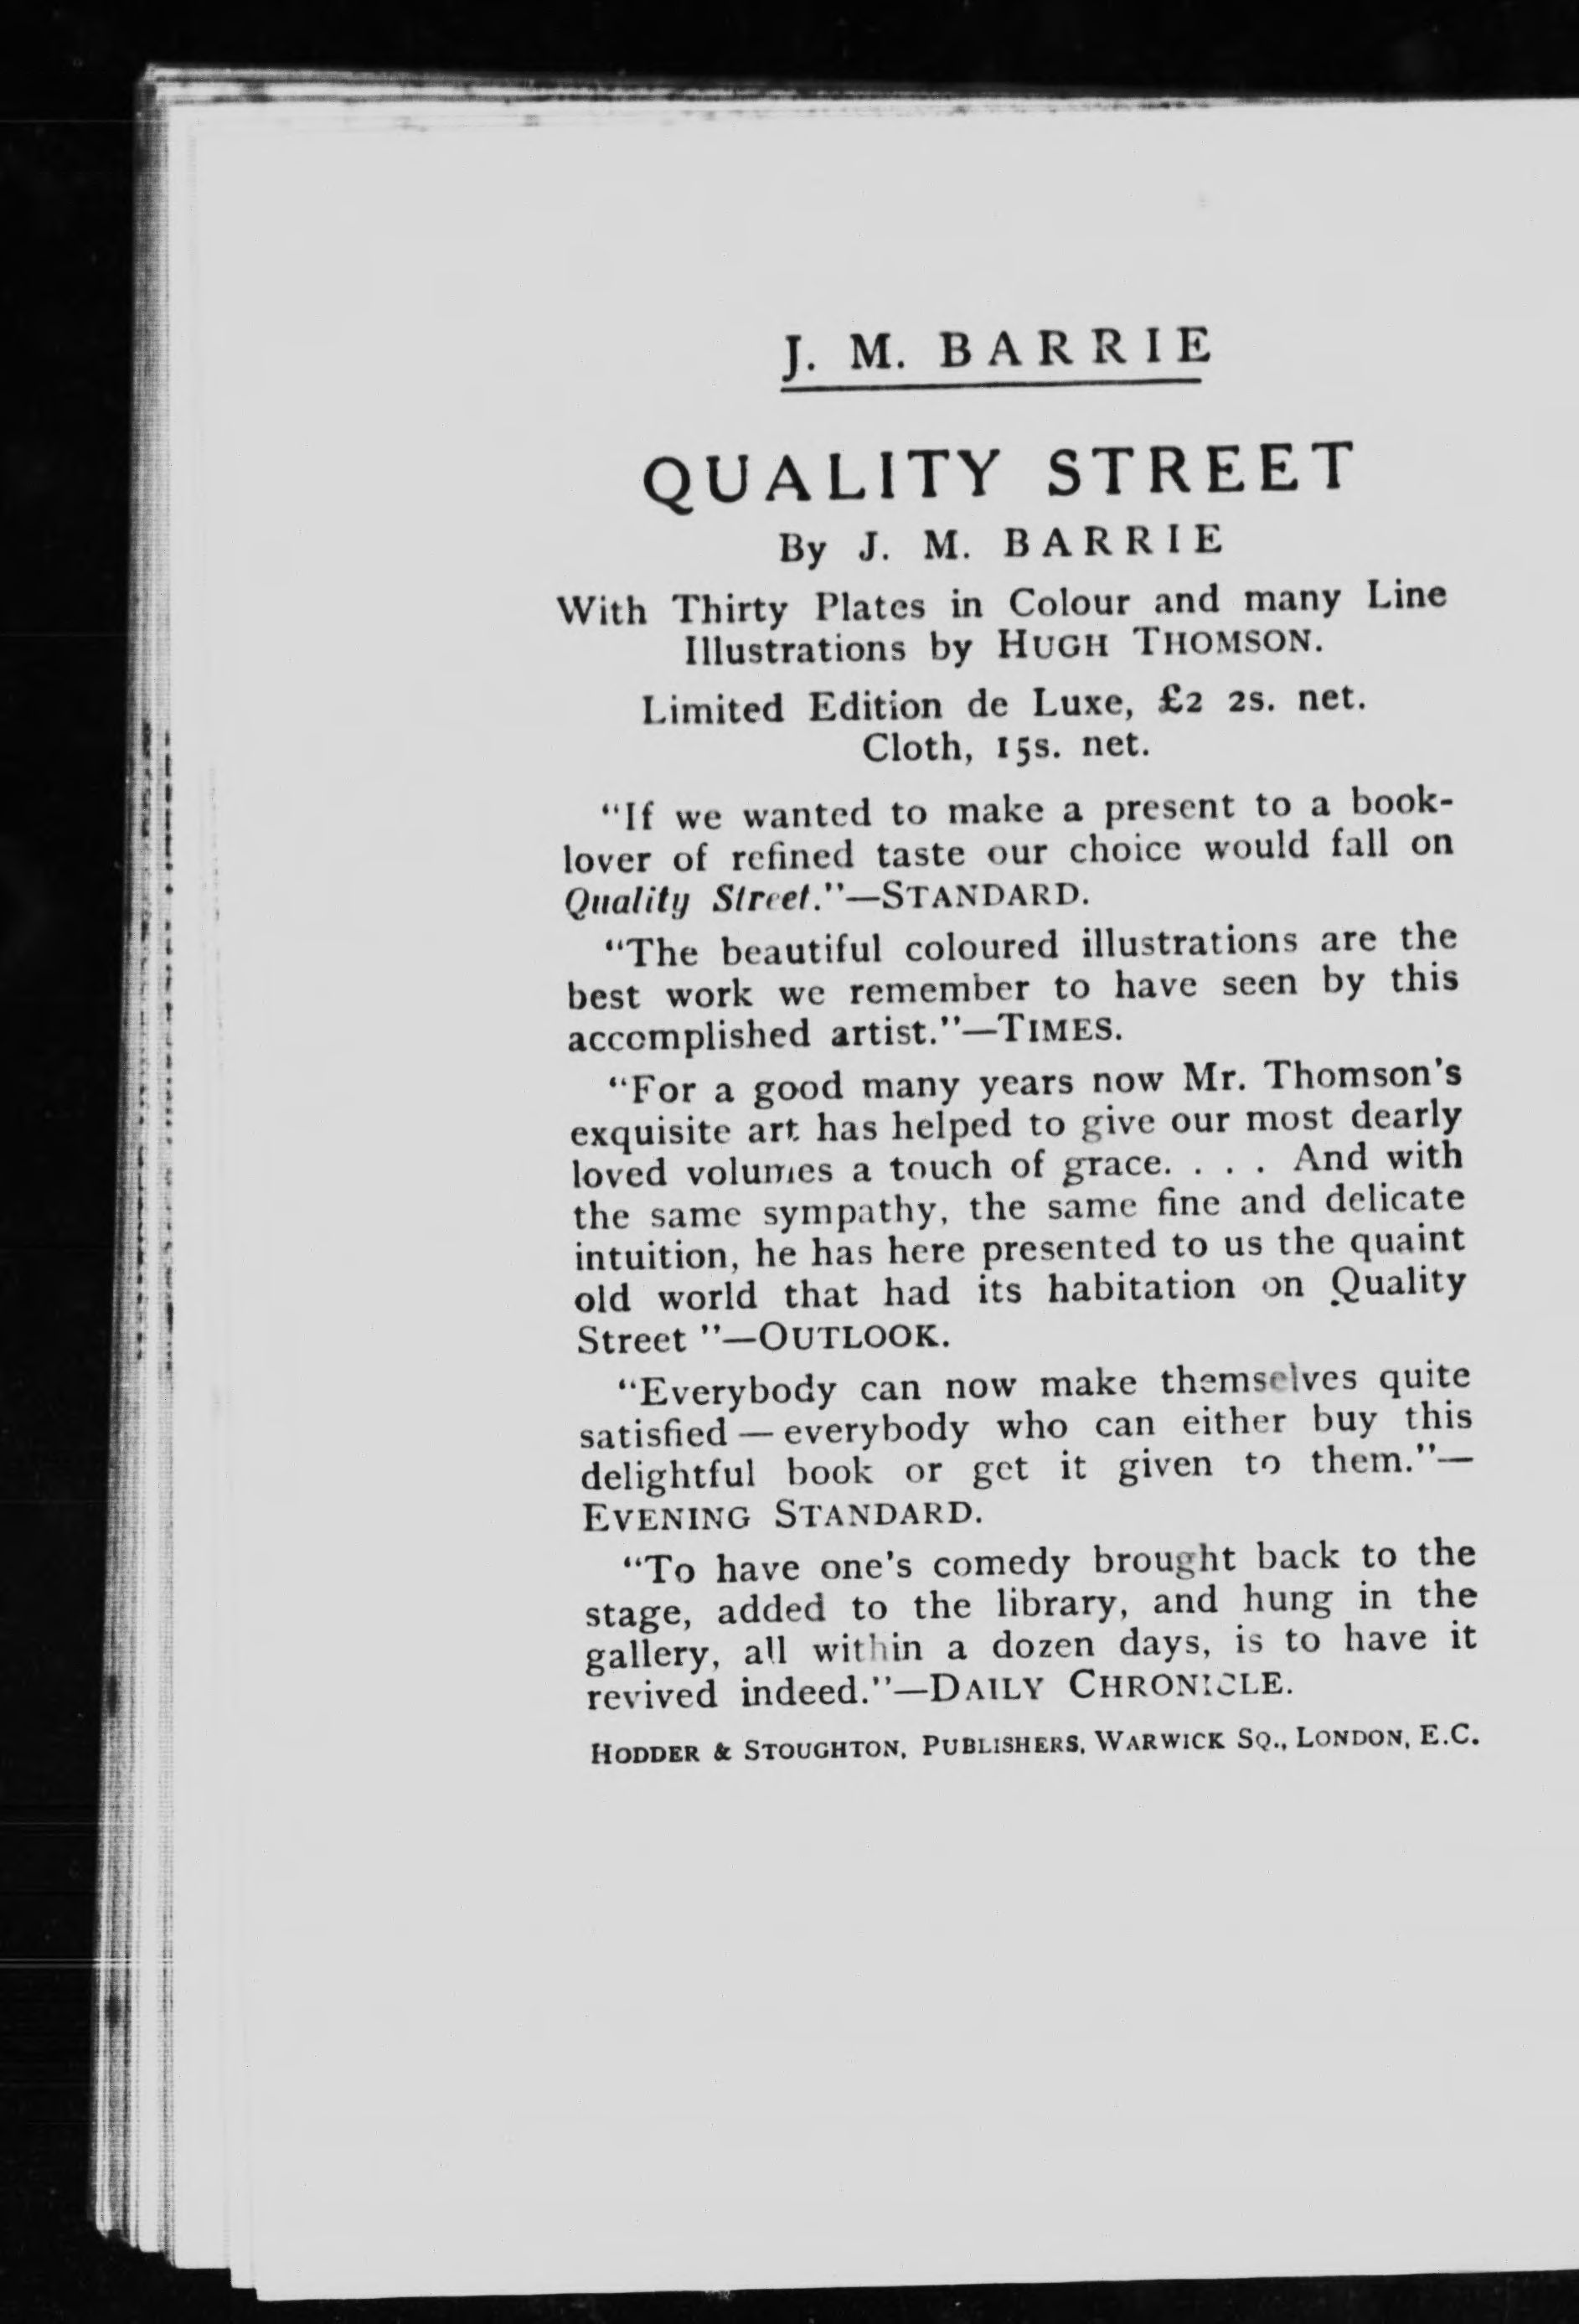 J. M. BARRIE
QUALITY STREET
By J. M. BARRIE
With Thirty Plates in Colour and many Line
Illustrations by HUGH THOMSON.
Limited Edition de Luxe, £2 2s. net.
Cloth, 15s. net.
“If we wanted to make a present to a book-
lover of refined taste our choice would fall on
Quality Street.”—STANDARD.
“The beautiful coloured illustrations are the
best work we remember to have seen by this
accomplished artist.”—TIMES.
“For a good many years now Mr. Thomson's
exquisite art has helped to give our most dearly
loved volumes a touch of grace. . . . And with
the same sympathy, the same fine and delicate
intuition, he has here presented to us the quaint
old world that had its habitation on Quality
Street ”—OUTLOOK.
“Everybody can now make themselves quite
satisfied — everybody who can either buy this
delightful book or get it given to them.”—
EVENING STANDARD.
“To have one's comedy brought back to the
stage, added to the library, and hung in the
gallery, all within a dozen days, is to have it
revived indeed.”—DAILY CHRONICLE.
HODDER & STOUGHTON, PUBLISHERS, WARWICK SQ., LONDON, E.C.